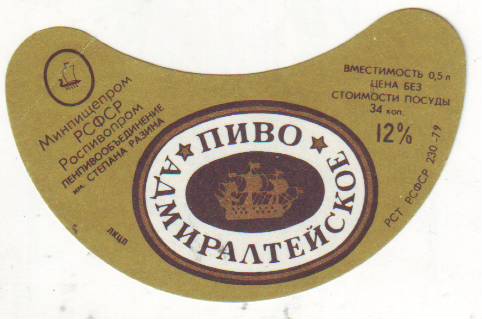 Минпищепром
РСФСР
Роспивопром
ЛЕНПИВООБЪЕДИНЕНИЕ
им. СТЕПАНА РАЗИНА
ЛКЦП
ПИВО
АДМИРАЛТЕЙСКОЕ
ВМЕСТИМОСТЬ 0,5 л
ЦЕНА БЕЗ
СТОИМОСТИ ПОСУДЫ
34 коп.
12%
РСТ РСФСР 230-79